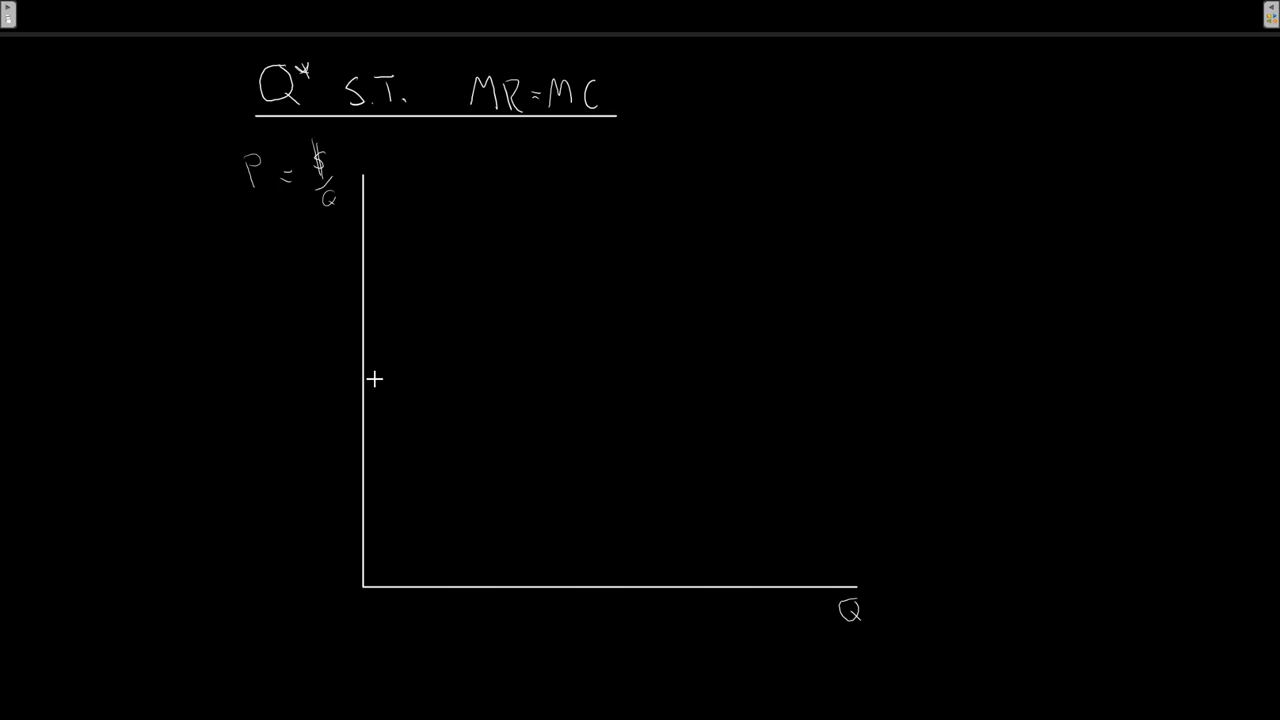 Q* S.T. MR=MC
P = $/Q
Q